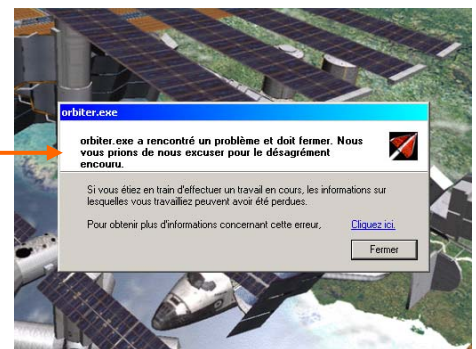 orbiter.exe
orbiter.exe a rencontré un problème et doit fermer. Nous
vous prions de nous excuser pour le désagrément
encouru.
Si vous étiez en train d'effectuer un travail en cours, les informations sur
lesquelles vous travailliez peuvent avoir été perdues.
Pour obtenir plus d'informations concernant cette erreur, Cliquez ici.
Fermer